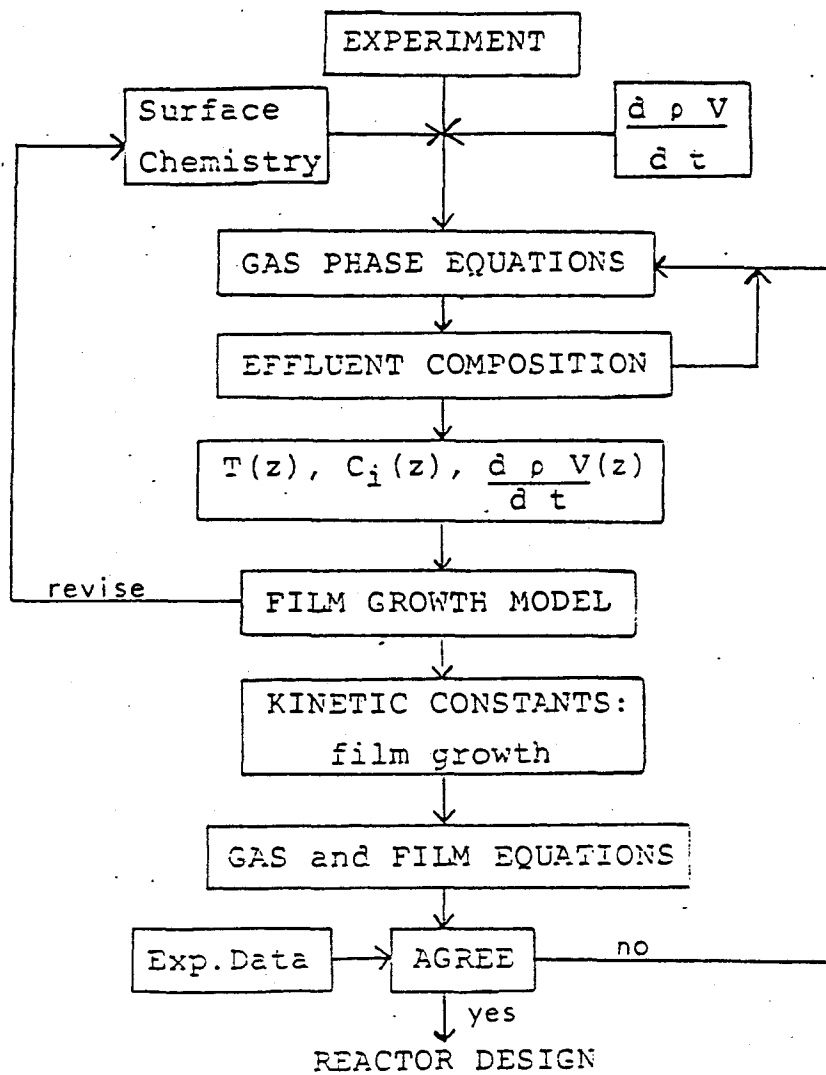 EXPERIMENT
Surface
Chemistry
d ρ V
d t
GAS PHASE EQUATIONS
EFFLUENT COMPOSITION
T(z), Ci(z), d ρ V(z)
d t
revise
FILM GROWTH MODEL
KINETIC CONSTANTS:
film growth
GAS and FILM EQUATIONS
Exp.Data
AGREE
no
yes
REACTOR DESIGN